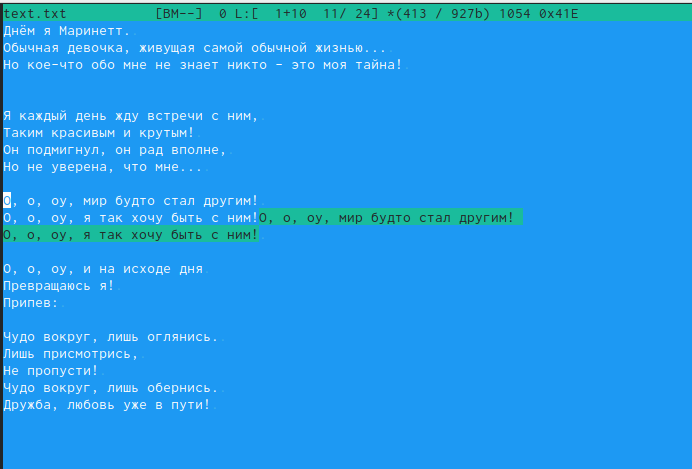 text.txt [BM--] 0 L:[ 1+10 11/ 24] *(413 / 927b) 1054 0x41E
Днём я Маринетт.
Обычная девочка, живущая самой обычной жизнью...
Но кое-что обо мне не знает никто - это моя тайна!
Я каждый день жду встречи с ним,
Таким красивым и крутым!
Он подмигнул, он рад вполне,
Но не уверена, что мне...
О, о, оу, мир будто стал другим!
О, о, оу, я так хочу быть с ним!О, о, оу, мир будто стал другим!
О, о, оу, я так хочу быть с ним!
О, о, оу, и на исходе дня
Превращаюсь я!
Припев:
Чудо вокруг, лишь оглянись.
Лишь присмотрись,
Не пропусти!
Чудо вокруг, лишь обернись.
Дружба, любовь уже в пути!